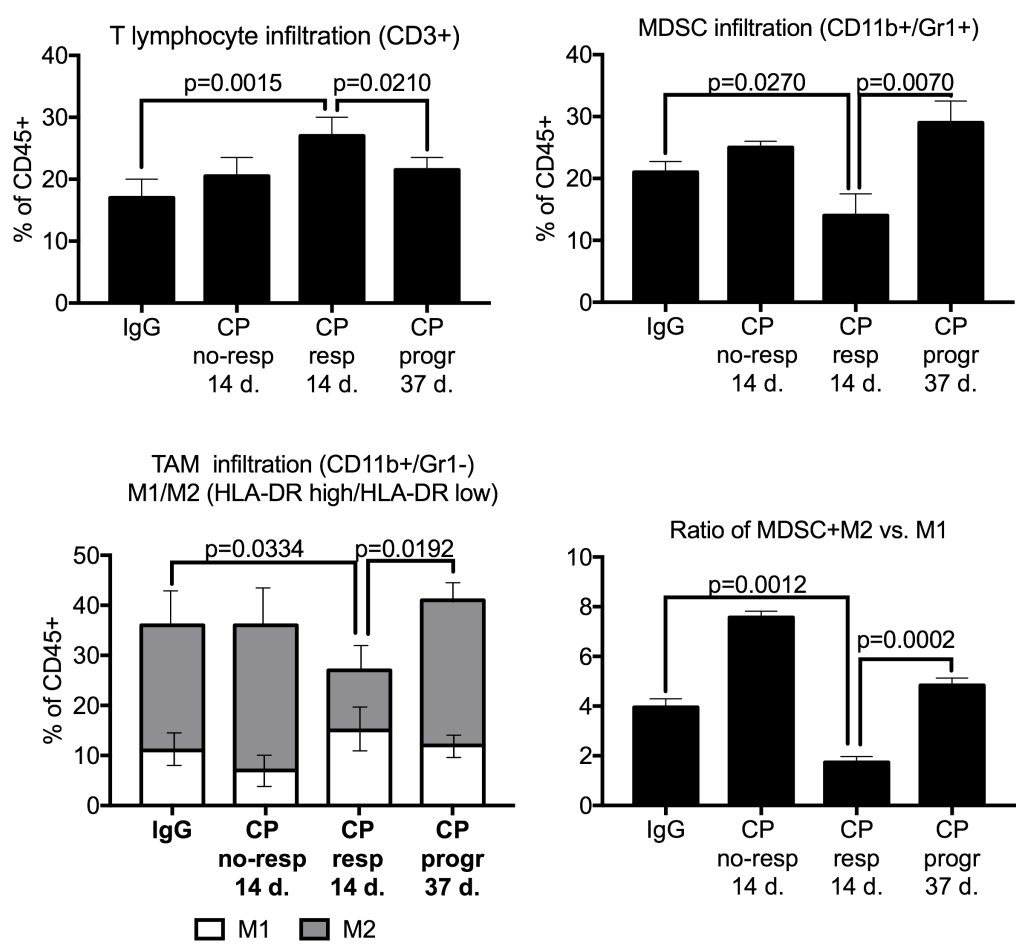 T lymphocyte infiltration (CD3+)
% of CD45+
40
30
20
10
0
p=0.0015
p=0.0210
IgG
CP
no-resp
14 d.
CP
resp
14 d.
CP
progr
37 d.
MDSC infiltration (CD11b+/Gr1+)
% of CD45+
40
30
20
10
0
p=0.0270
p=0.0070
IgG
CP
no-resp
14 d.
CP
resp
14 d.
CP
progr
37 d.
TAM infiltration (CD11b+/Gr1-)
M1/M2 (HLA-DR high/HLA-DR low)
% of CD45+
50
40
30
20
10
0
p=0.0334
p=0.0192
IgG
CP
no-resp
14 d.
CP
resp
14 d.
CP
progr
37 d.
M1
M2
Ratio of MDSC+M2 vs. M1
10
8
6
4
2
0
p=0.0012
p=0.0002
IgG
CP
no-resp
14 d.
CP
resp
14 d.
CP
progr
37 d.